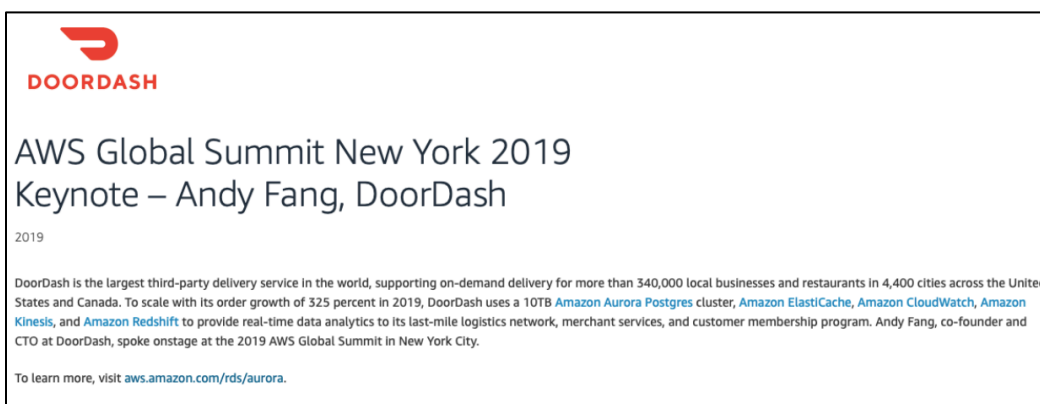 DOORDASH
AWS Global Summit New York 2019
Keynote – Andy Fang, DoorDash
2019
DoorDash is the largest third-party delivery service in the world, supporting on-demand delivery for more than 340,000 local businesses and restaurants in 4,400 cities across the United
States and Canada. To scale with its order growth of 325 percent in 2019, DoorDash uses a 10TB Amazon Aurora Postgres cluster, Amazon ElastiCache, Amazon CloudWatch, Amazon
Kinesis, and Amazon Redshift to provide real-time data analytics to its last-mile logistics network, merchant services, and customer membership program. Andy Fang, co-founder and
CTO at DoorDash, spoke onstage at the 2019 AWS Global Summit in New York City.
To learn more, visit aws.amazon.com/rds/aurora.